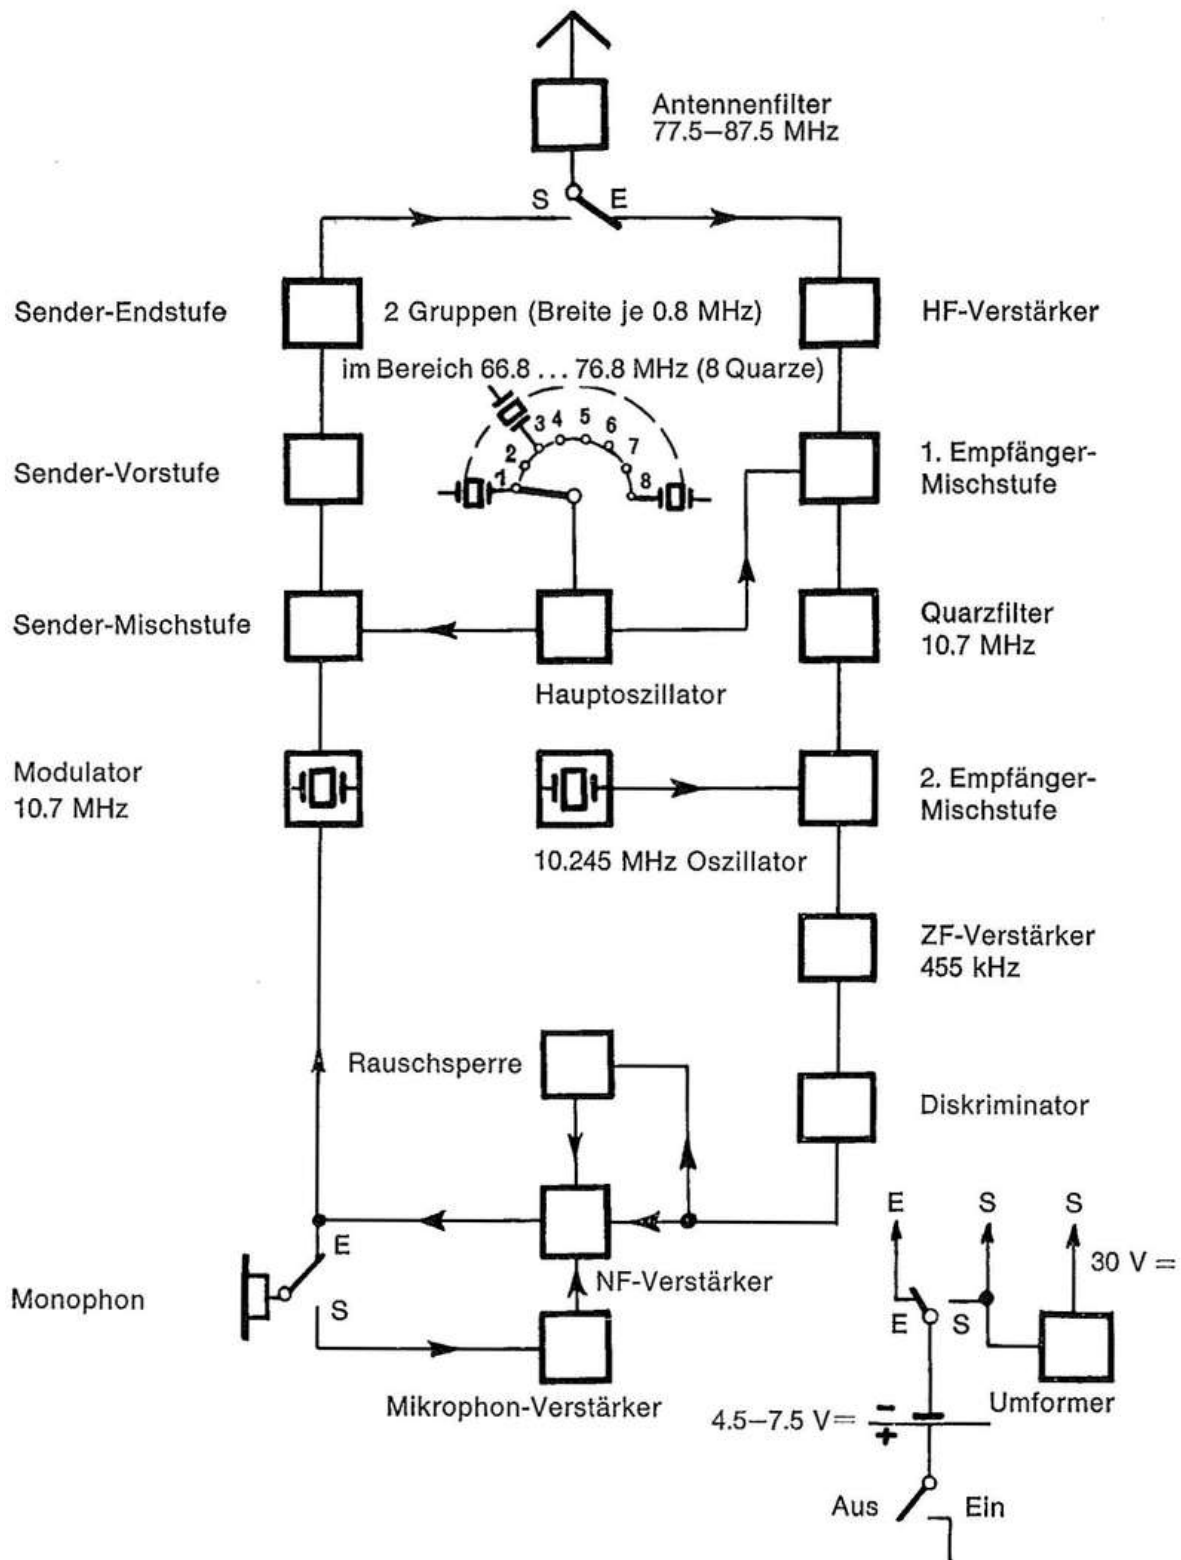 Antennenfilter
77.5–87.5 MHz
S
E
Sender-Endstufe
2 Gruppen (Breite je 0.8 MHz)
HF-Verstärker
im Bereich 66.8 ... 76.8 MHz (8 Quarze)
1
2
3
4
5
6
7
8
Sender-Vorstufe
1. Empfänger-
Mischstufe
Sender-Mischstufe
Quarzfilter
10.7 MHz
Hauptoszillator
Modulator
10.7 MHz
2. Empfänger-
Mischstufe
10.245 MHz Oszillator
ZF-Verstärker
455 kHz
Rauschsperre
Diskriminator
E
S
S
E
30 V =
NF-Verstärker
Monophon
S
E
S
Mikrophon-Verstärker
Umformer
4.5–7.5 V=
-
+
Aus
Ein